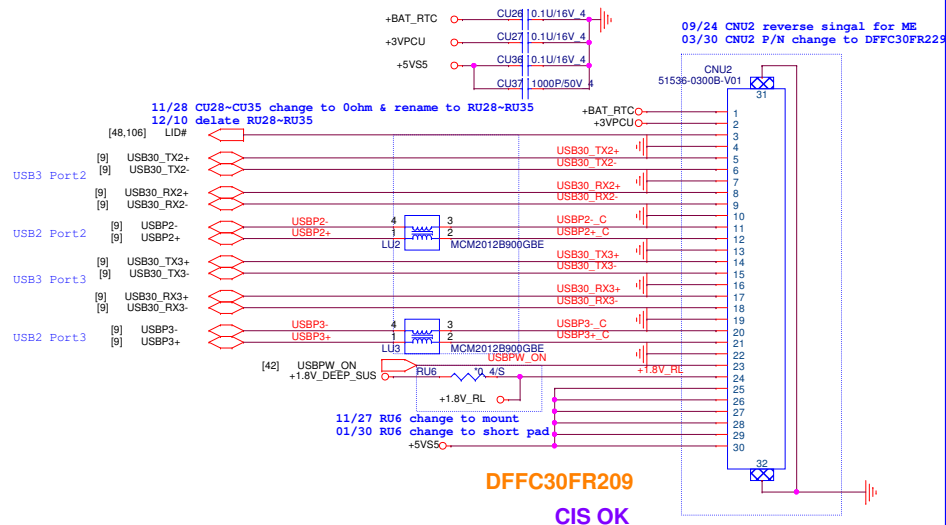 CU26 0.1U/16V_4
+BAT_RTC
CU27 0.1U/16V_4
+3VPCU
CU36 0.1U/16V_4
+5VS5
CU37 1000P/50V_4
09/24 CNU2 reverse singal for ME
03/30 CNU2 P/N change to DFFC30FR229
CNU2
51536-0300B-V01
31
11/28 CU28~CU35 change to 0ohm & rename to RU28~RU35
12/10 delate RU28~RU35
+BAT_RTC 1
+3VPCU 2
[48,106] LID# 3
4
USB3 Port2
[9] USB30_TX2+ USB30_TX2+ 5
[9] USB30_TX2- USB30_TX2- 6
7
[9] USB30_RX2+ USB30_RX2+ 8
[9] USB30_RX2- USB30_RX2- 9
10
USB2 Port2
[9] USBP2- USBP2- 4 3 USBP2-_C 11
[9] USBP2+ USBP2+ 1 2 USBP2+_C 12
LU2 MCM2012B900GBE
13
USB3 Port3
[9] USB30_TX3+ USB30_TX3+ 14
[9] USB30_TX3- USB30_TX3- 15
16
[9] USB30_RX3+ USB30_RX3+ 17
[9] USB30_RX3- USB30_RX3- 18
19
USB2 Port3
[9] USBP3- USBP3- 4 3 USBP3-_C 20
[9] USBP3+ USBP3+ 1 2 USBP3+_C 21
LU3 MCM2012B900GBE
22
[42] USBPW_ON USBPW_ON 23
+1.8V_DEEP_SUS RU6 *0_4/S +1.8V_RL 24
25
+1.8V_RL 26
27
11/27 RU6 change to mount
28
01/30 RU6 change to short pad
29
+5VS5 30
32
DFFC30FR209
CIS OK